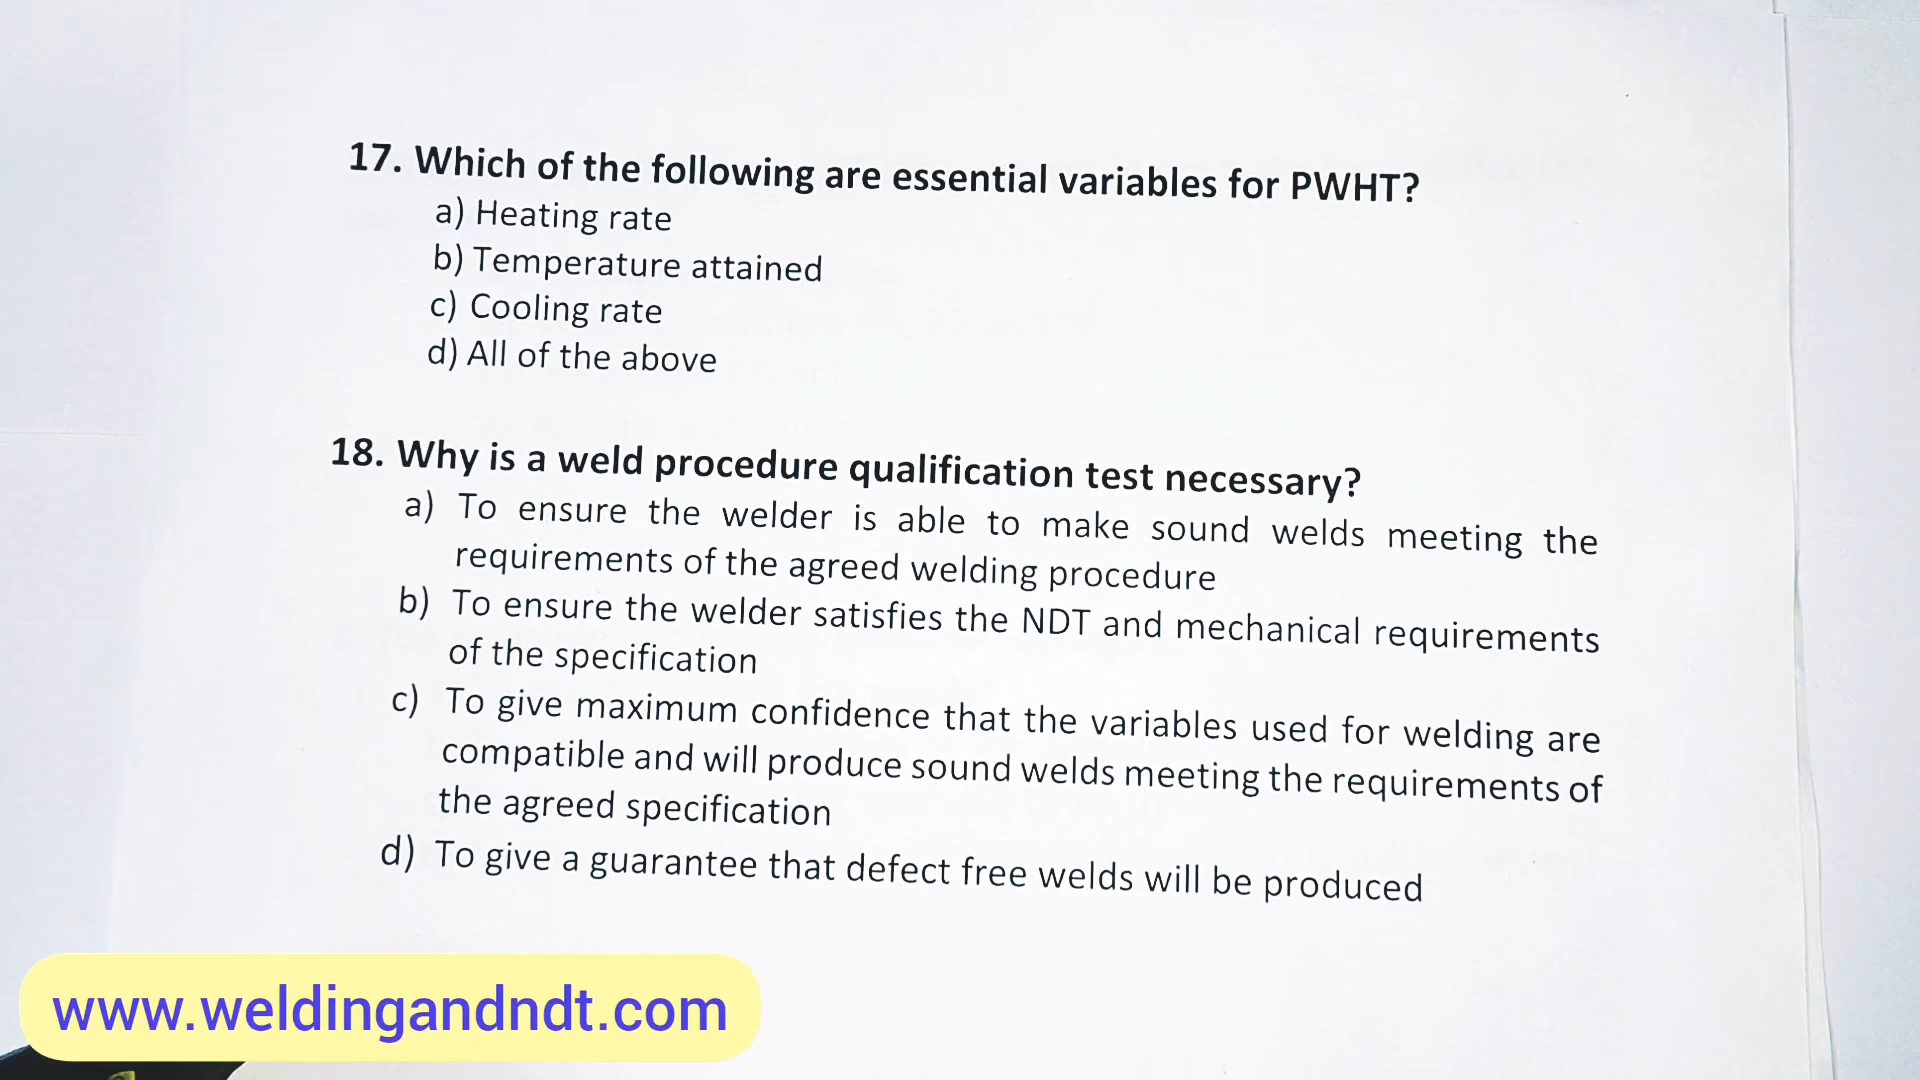 17. Which of the following are essential variables for PWHT?
a) Heating rate
b) Temperature attained
c) Cooling rate
d) All of the above
18. Why is a weld procedure qualification test necessary?
a) To ensure the welder is able to make sound welds meeting the
requirements of the agreed welding procedure
b) To ensure the welder satisfies the NDT and mechanical requirements
of the specification
c) To give maximum confidence that the variables used for welding are
compatible and will produce sound welds meeting the requirements of
the agreed specification
d) To give a guarantee that defect free welds will be produced
www.weldingandndt.com